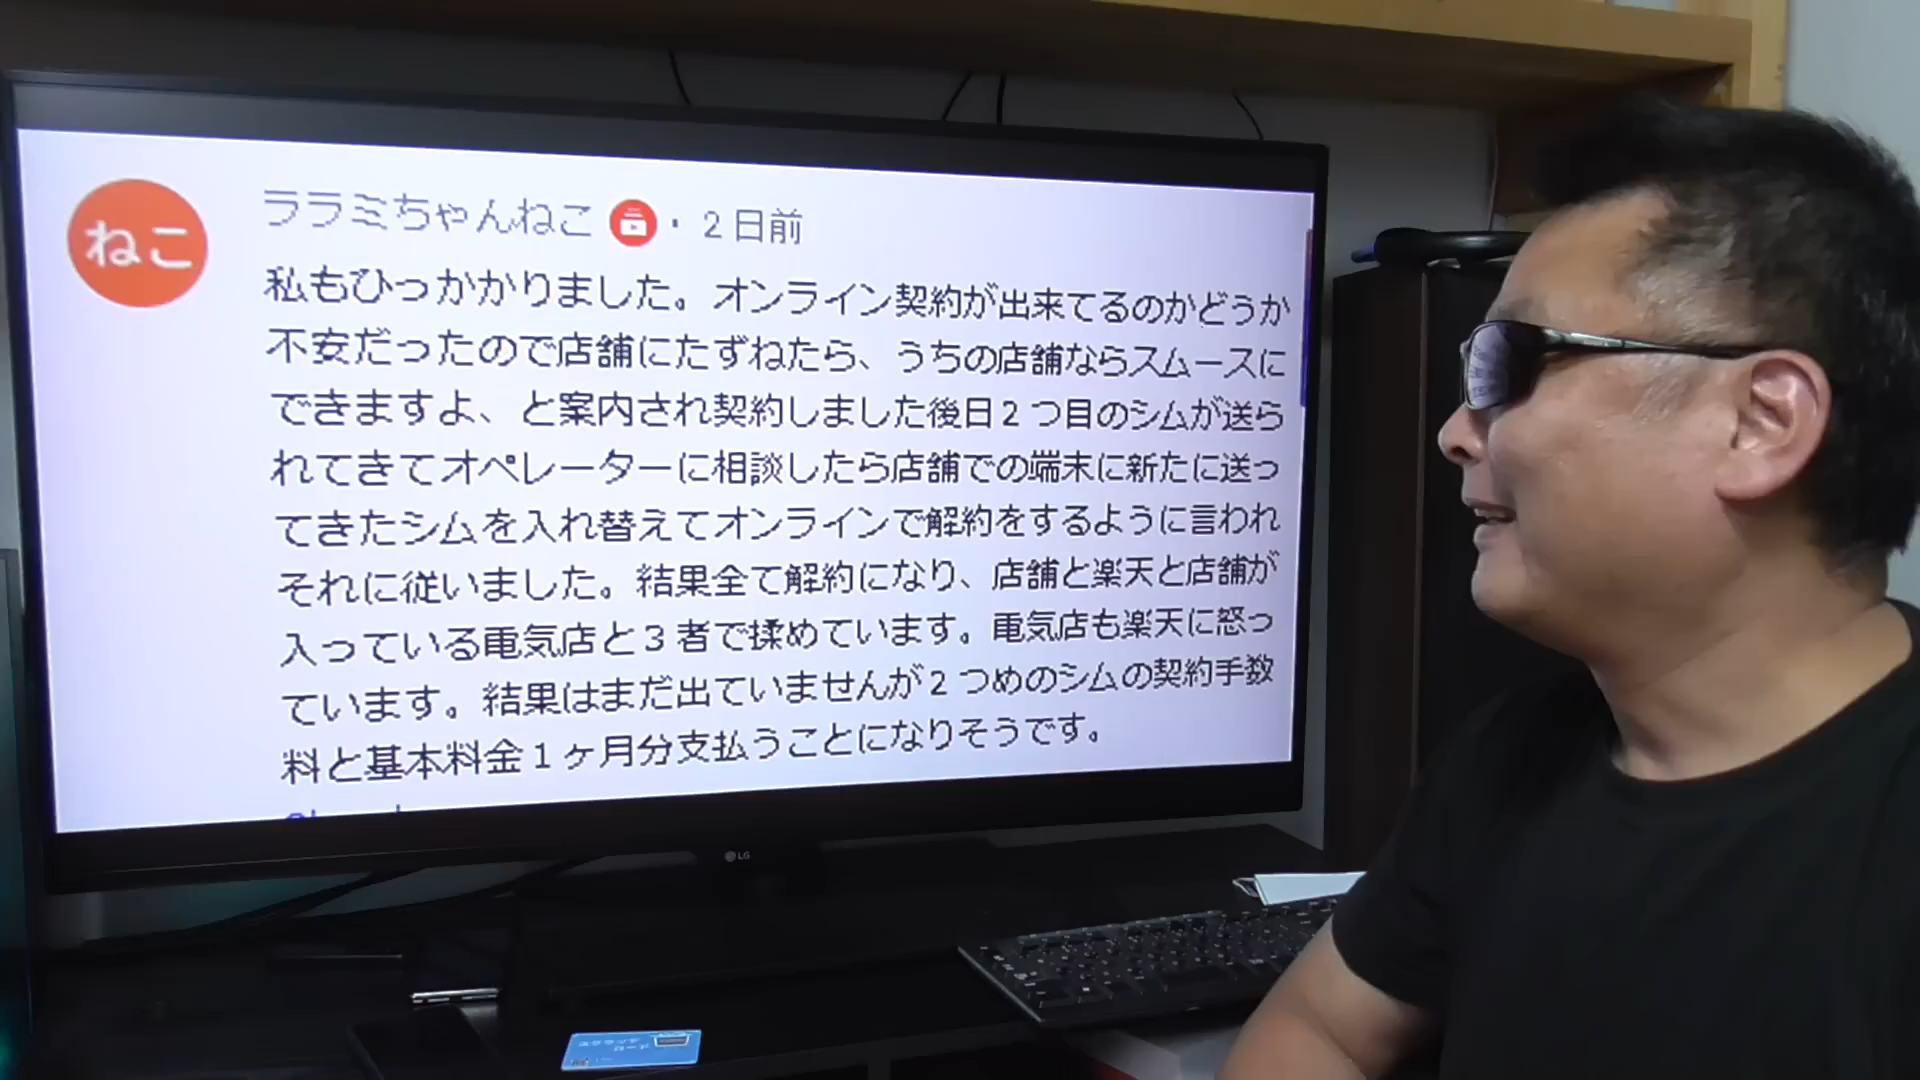 ねこ
ララミちゃんねこ ・ 2日前
私もひっかかりました。オンライン契約が出来てるのかどうか
不安だったので店舗にたずねたら、うちの店舗ならスムースに
できますよ、と案内され契約しました後日2つ目のシムが送ら
れてきてオペレーターに相談したら店舗での端末に新たに送っ
てきたシムを入れ替えてオンラインで解約をするように言われ
それに従いました。結果全て解約になり、店舗と楽天と店舗が
入っている電気店と3者で揉めています。電気店も楽天に怒っ
ています。結果はまだ出ていませんが2つめのシムの契約手数
料と基本料金1ヶ月分支払うことになりそうです。
LG